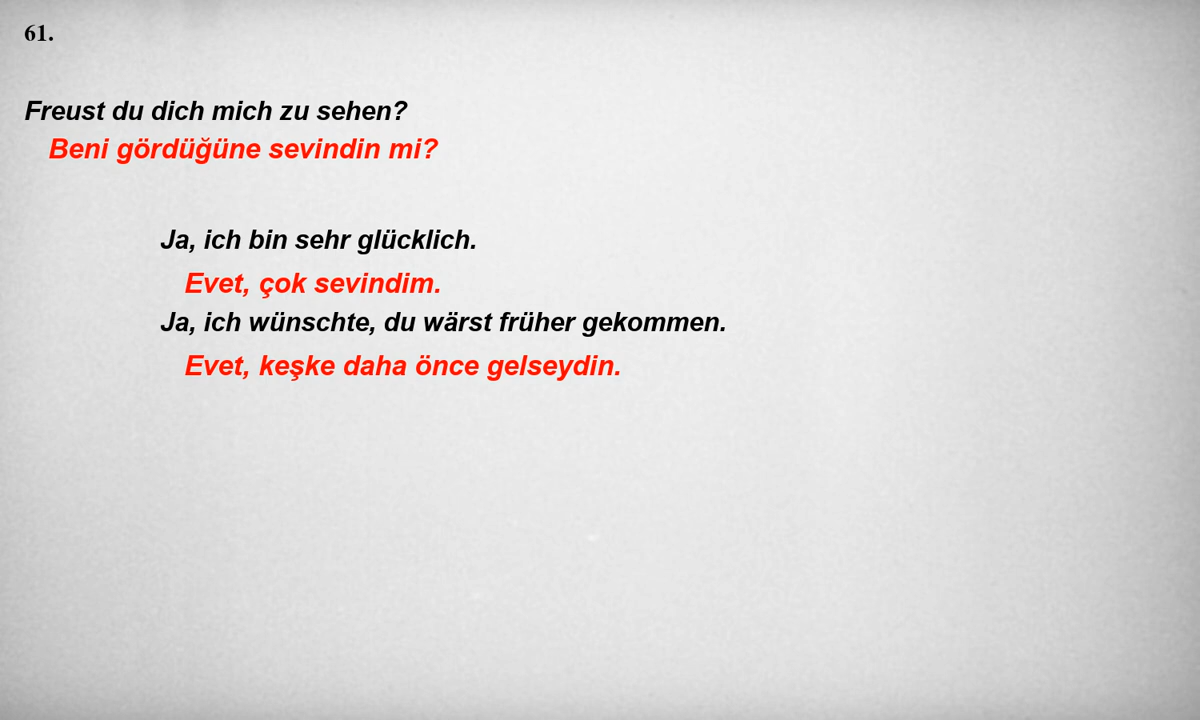 61.
Freust du dich mich zu sehen?
Beni gördüğüne sevindin mi?
Ja, ich bin sehr glücklich.
Evet, çok sevindim.
Ja, ich wünschte, du wärst früher gekommen.
Evet, keşke daha önce gelseydin.